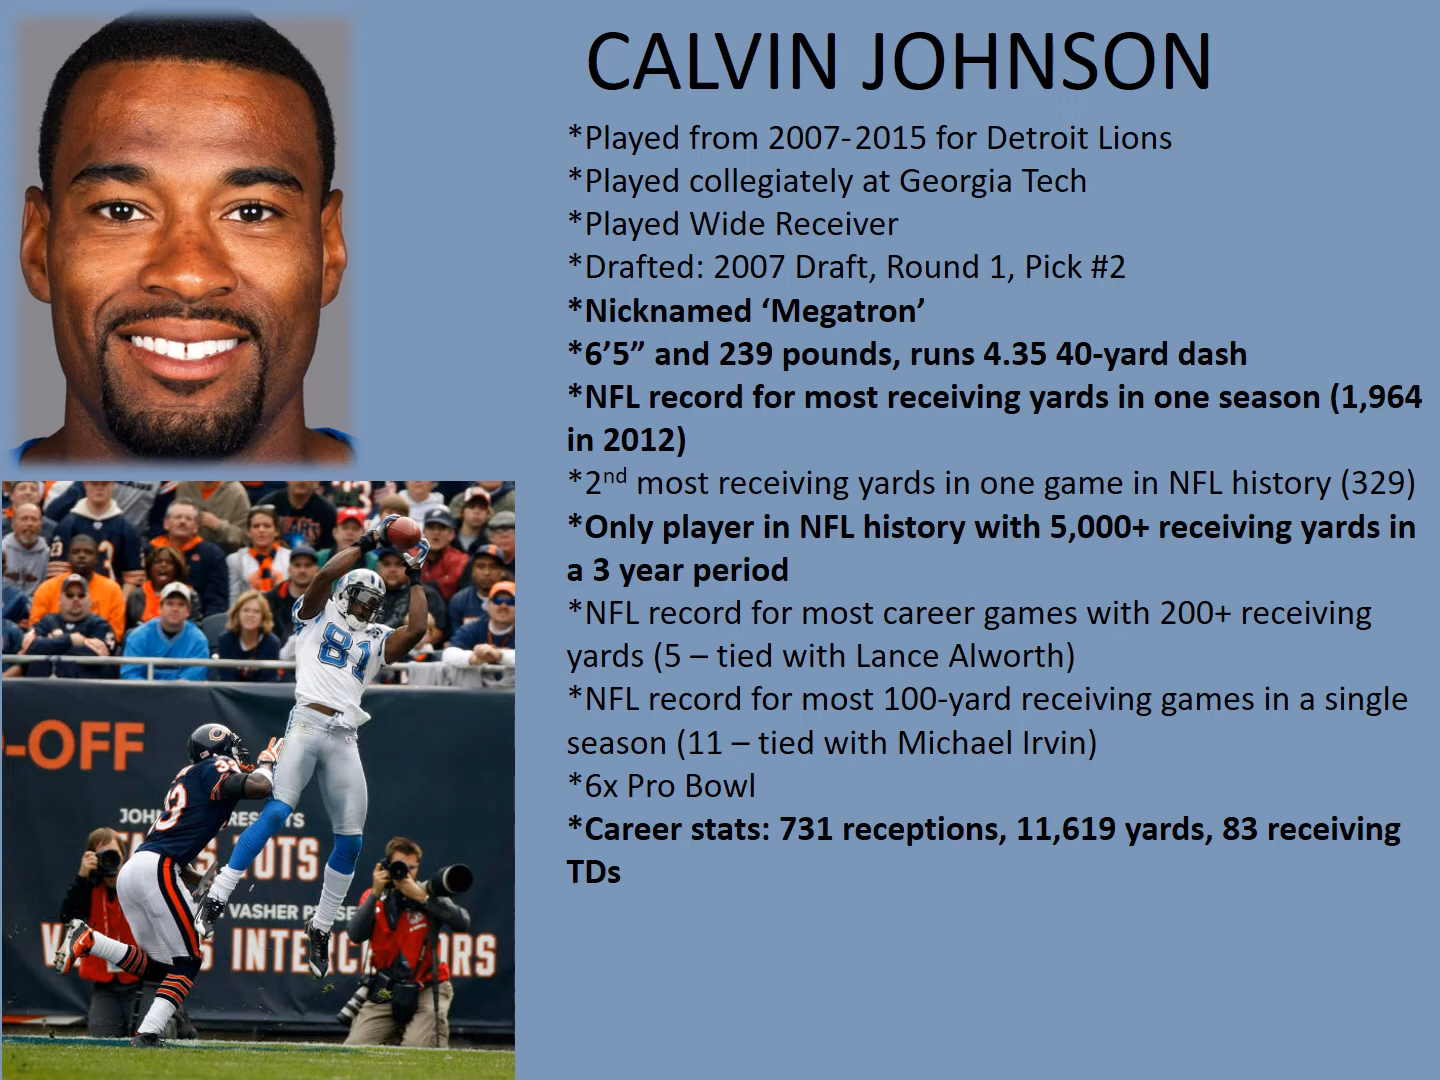 CALVIN JOHNSON
*Played from 2007-2015 for Detroit Lions
*Played collegiately at Georgia Tech
*Played Wide Receiver
*Drafted: 2007 Draft, Round 1, Pick #2
*Nicknamed ‘Megatron’
*6’5” and 239 pounds, runs 4.35 40-yard dash
*NFL record for most receiving yards in one season (1,964
in 2012)
*2nd most receiving yards in one game in NFL history (329)
*Only player in NFL history with 5,000+ receiving yards in
a 3 year period
*NFL record for most career games with 200+ receiving
yards (5 – tied with Lance Alworth)
*NFL record for most 100-yard receiving games in a single
season (11 – tied with Michael Irvin)
*6x Pro Bowl
*Career stats: 731 receptions, 11,619 yards, 83 receiving
TDs
81
-OFF
33
VASHER